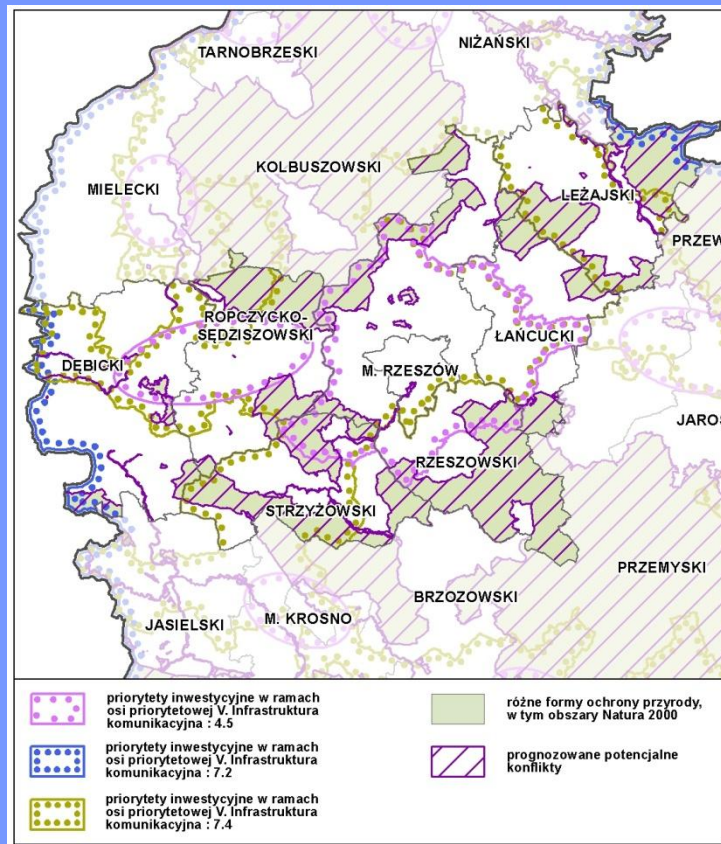 TARNOBRZESKI
NIŻAŃSKI
KOLBUSZOWSKI
MIELECKI
LEŻAJSKI
PRZEW
ROPCZYCKO-
SĘDZISZOWSKI
ŁAŃCUCKI
DĘBICKI
M. RZESZÓW
JAROS
RZESZOWSKI
STRZYŻOWSKI
PRZEMYSKI
BRZOZOWSKI
JASIELSKI
M. KROSNO
priorytety inwestycyjne w ramach
osi priorytetowej V. Infrastruktura
komunikacyjna : 4.5
priorytety inwestycyjne w ramach
osi priorytetowej V. Infrastruktura
komunikacyjna : 7.2
priorytety inwestycyjne w ramach
osi priorytetowej V. Infrastruktura
komunikacyjna : 7.4
różne formy ochrony przyrody,
w tym obszary Natura 2000
prognozowane potencjalne
konflikty